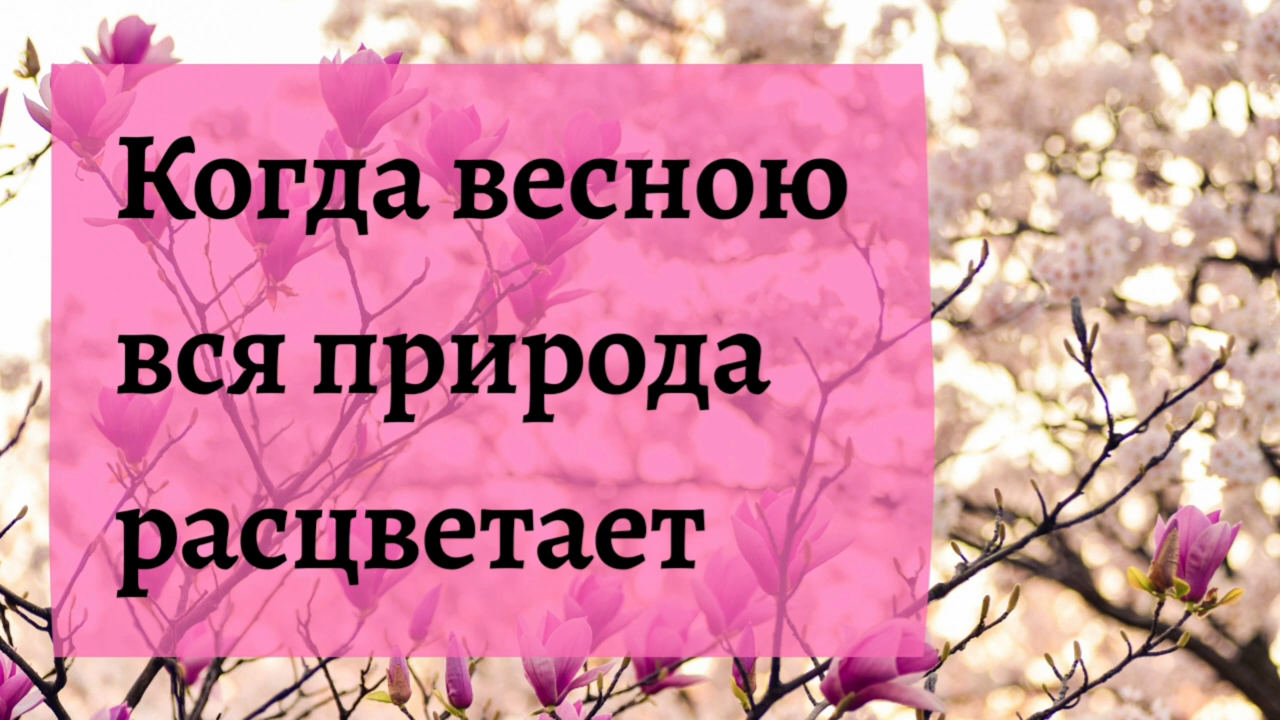 Когда весною
вся природа
расцветает